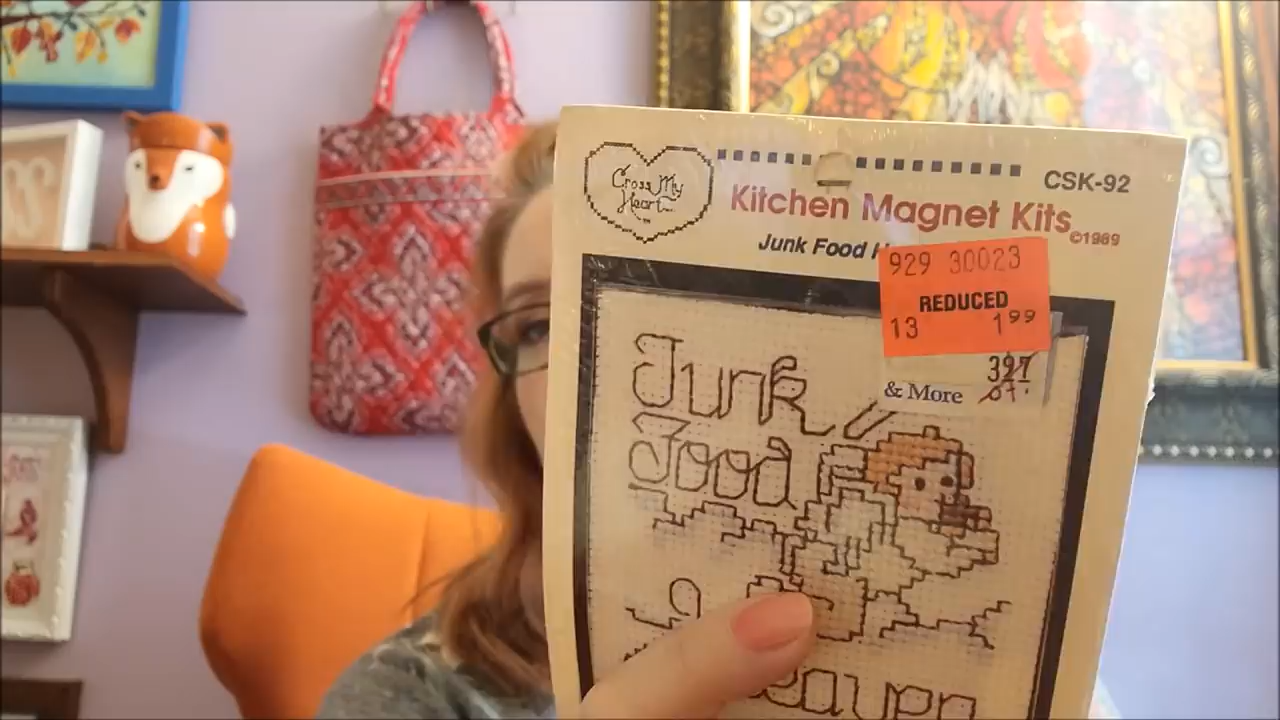 Cross My
Heart
CSK-92
Kitchen Magnet Kits
©1989
Junk Food
929 30023
REDUCED
13 1.99
& More
397
Junk
Food